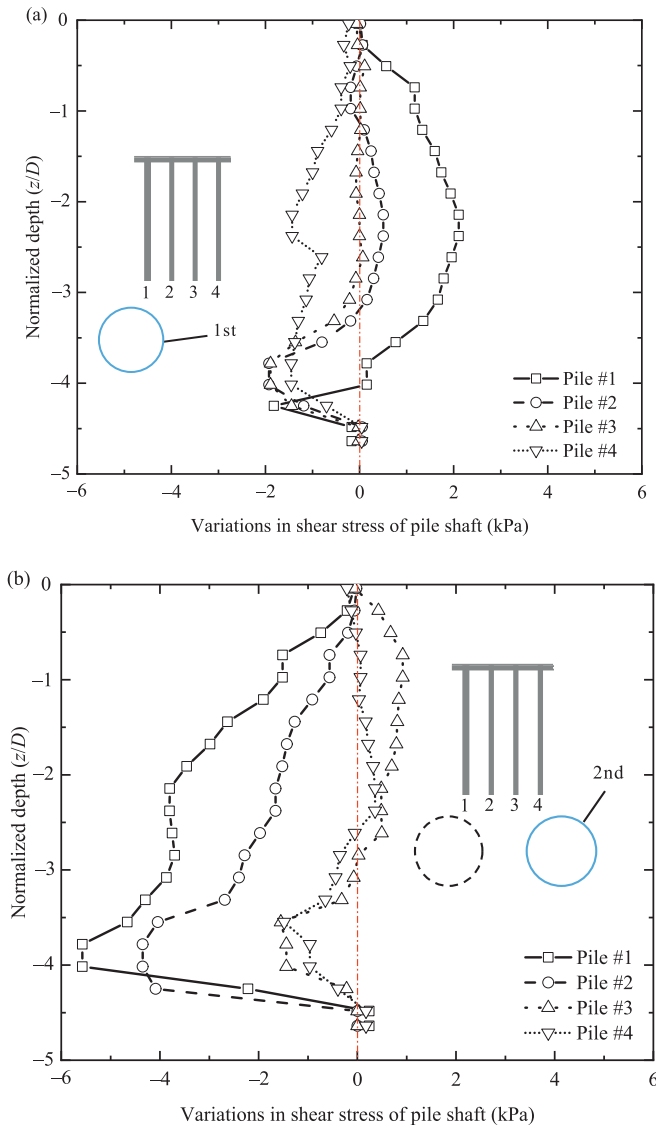 (a)
0
−1
−2
−3
−4
−5
Normalized depth (z/D)
1 2 3 4
1st
Pile #1
Pile #2
Pile #3
Pile #4
−6 −4 −2 0 2 4 6
Variations in shear stress of pile shaft (kPa)
(b)
0
−1
−2
−3
−4
−5
Normalized depth (z/D)
1 2 3 4
2nd
Pile #1
Pile #2
Pile #3
Pile #4
−6 −4 −2 0 2 4 6
Variations in shear stress of pile shaft (kPa)